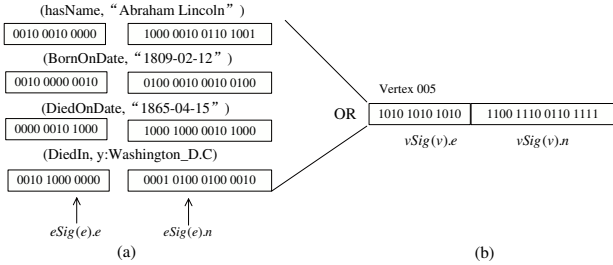 (hasName, “Abraham Lincoln” )
0010 0010 0000 1000 0010 0110 1001
(BornOnDate, “1809-02-12” )
0010 0000 0010 0100 0010 0010 0100
(DiedOnDate, “1865-04-15” )
0000 0010 1000 1000 1000 0010 1000
(DiedIn, y:Washington_D.C)
0010 1000 0000 0001 0100 0100 0010
eSig(e).e eSig(e).n
(a)
Vertex 005
OR 1010 1010 1010 1100 1110 0110 1111
vSig(v).e vSig(v).n
(b)